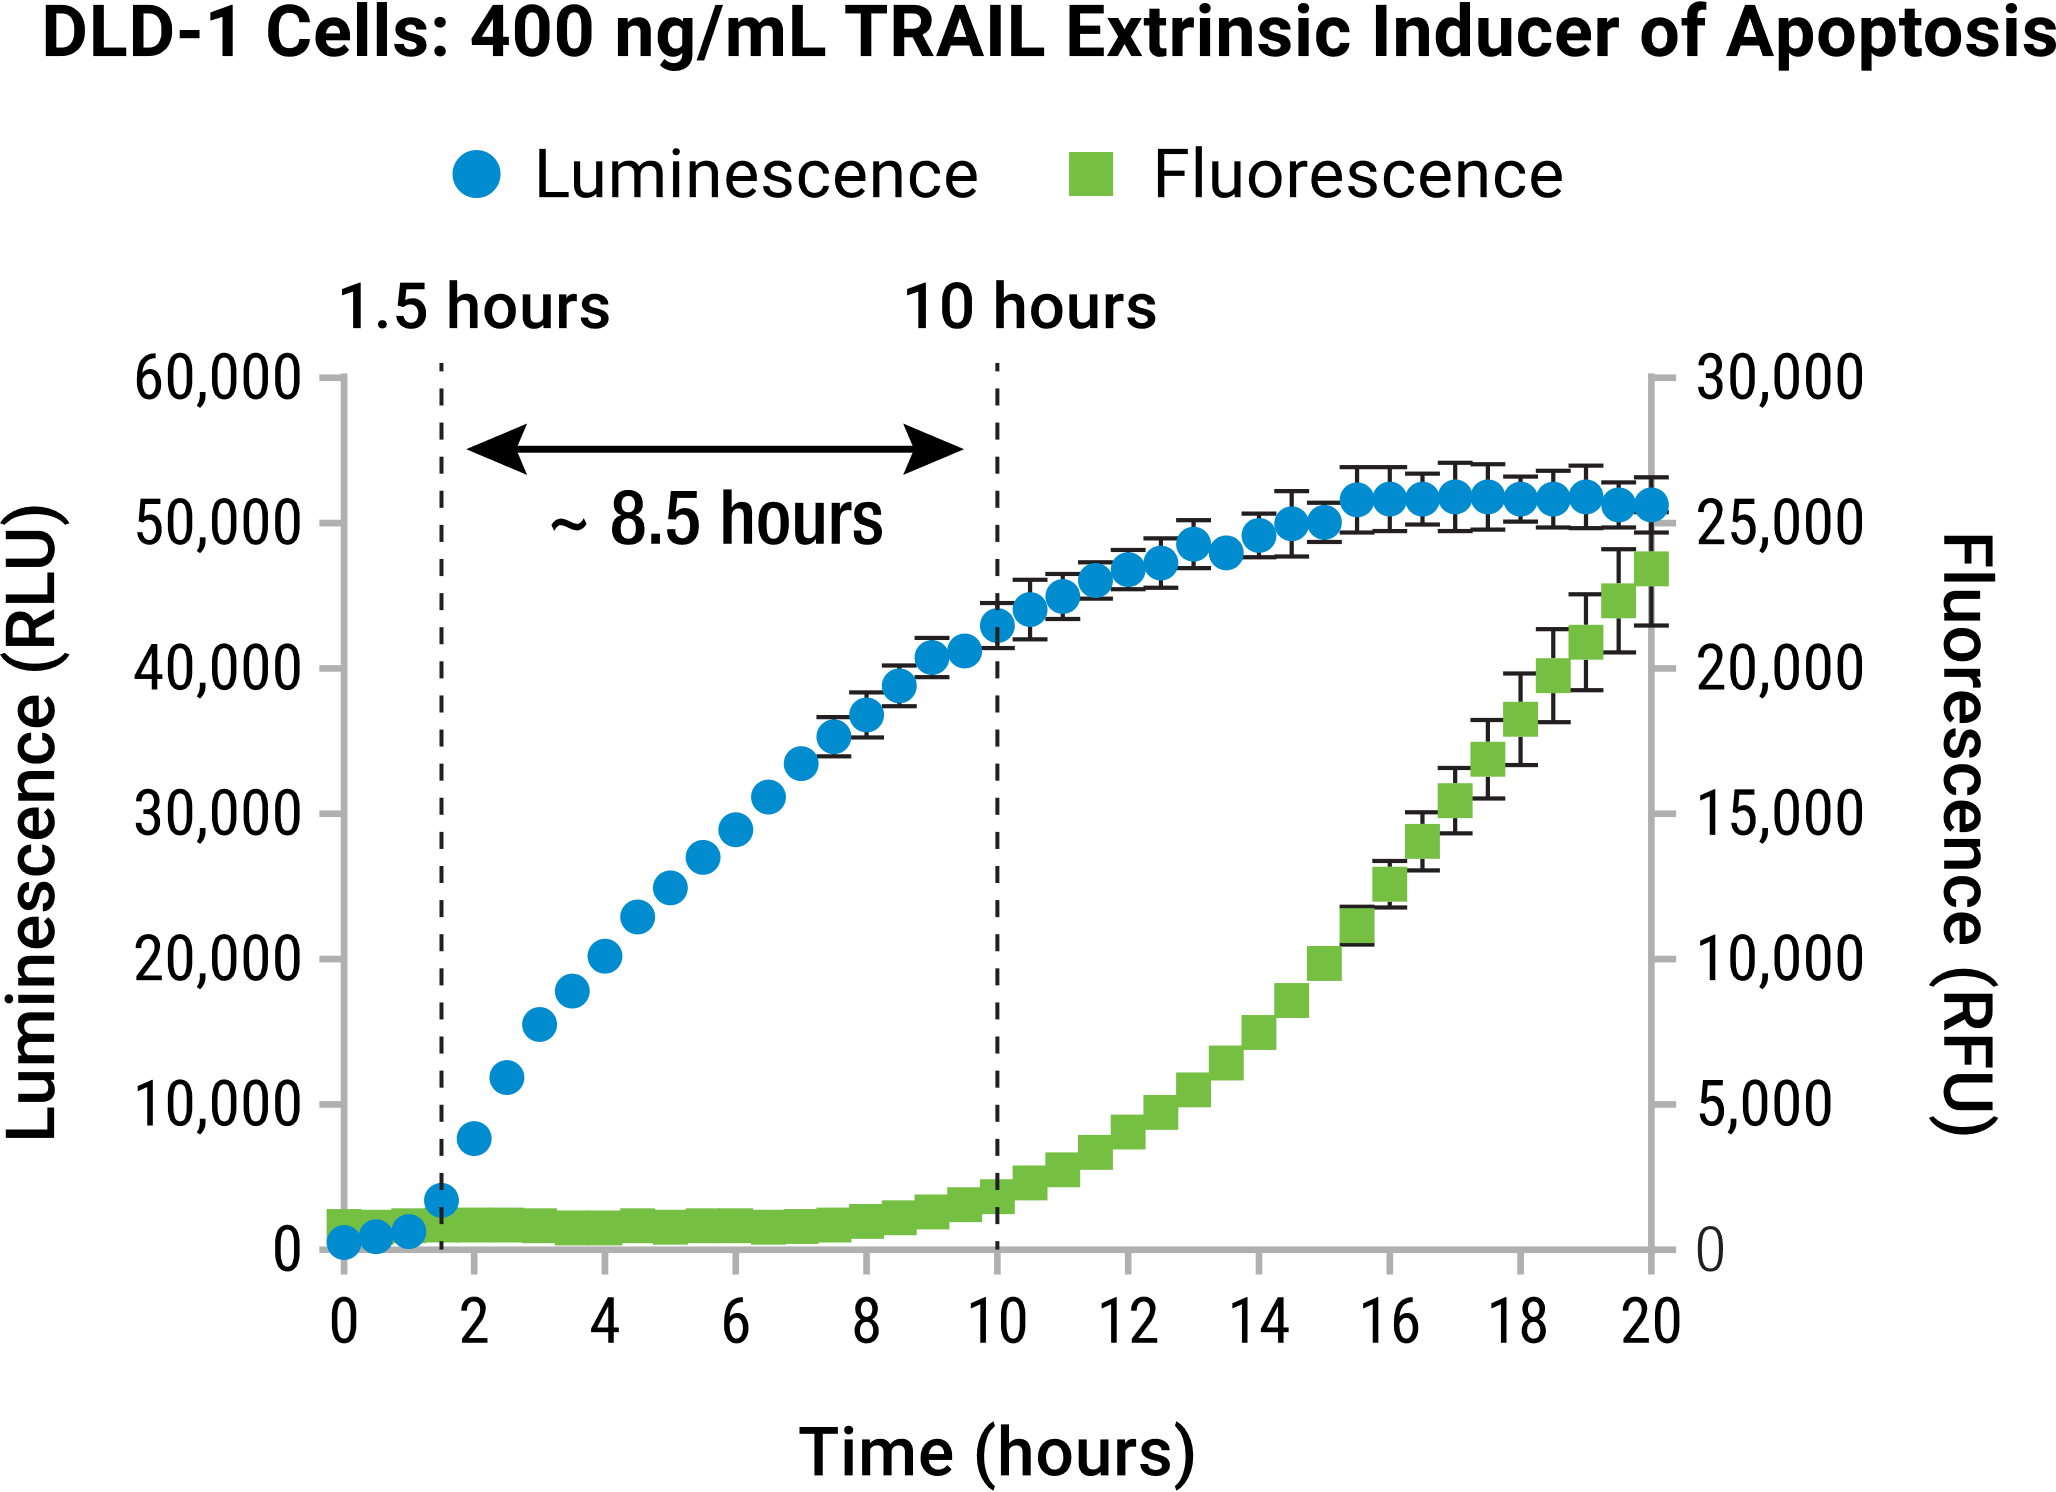 DLD-1 Cells: 400 ng/mL TRAIL Extrinsic Inducer of Apoptosis
Luminescence
Fluorescence
1.5 hours
10 hours
~ 8.5 hours
Luminescence (RLU)
60,000
50,000
40,000
30,000
20,000
10,000
0
30,000
25,000
20,000
15,000
10,000
5,000
0
Fluorescence (RFU)
0 2 4 6 8 10 12 14 16 18 20
Time (hours)